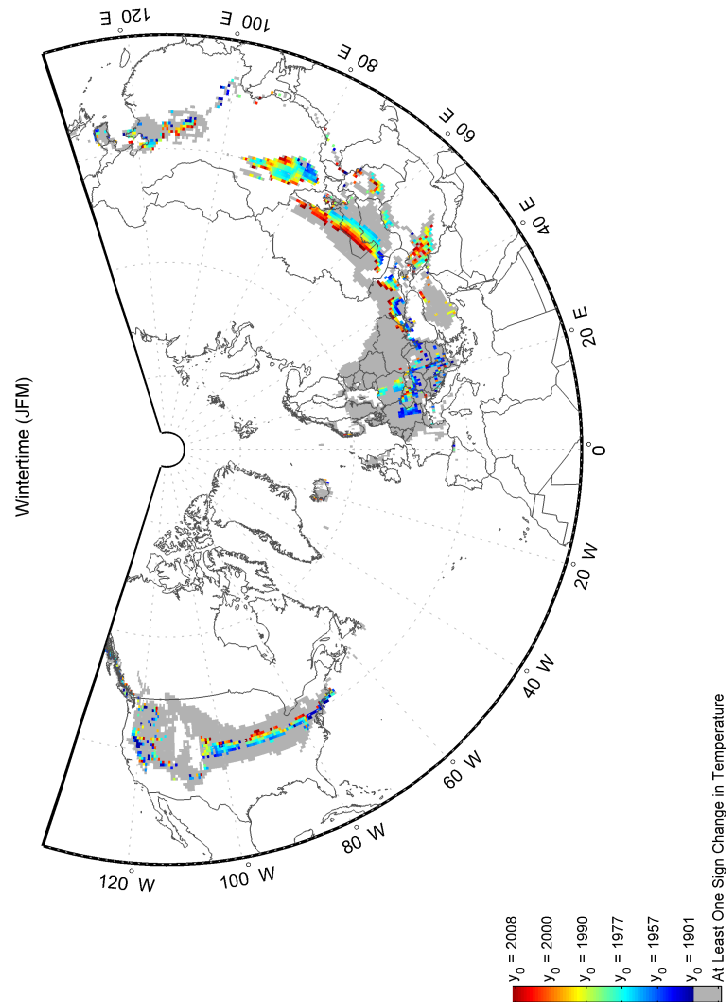 Wintertime (JFM)
120 E
100 E
80 E
60 E
40 E
20 E
0
20 W
40 W
60 W
80 W
100 W
120 W
y0 = 2008
y0 = 2000
y0 = 1990
y0 = 1977
y0 = 1957
y0 = 1901
At Least One Sign Change in Temperature